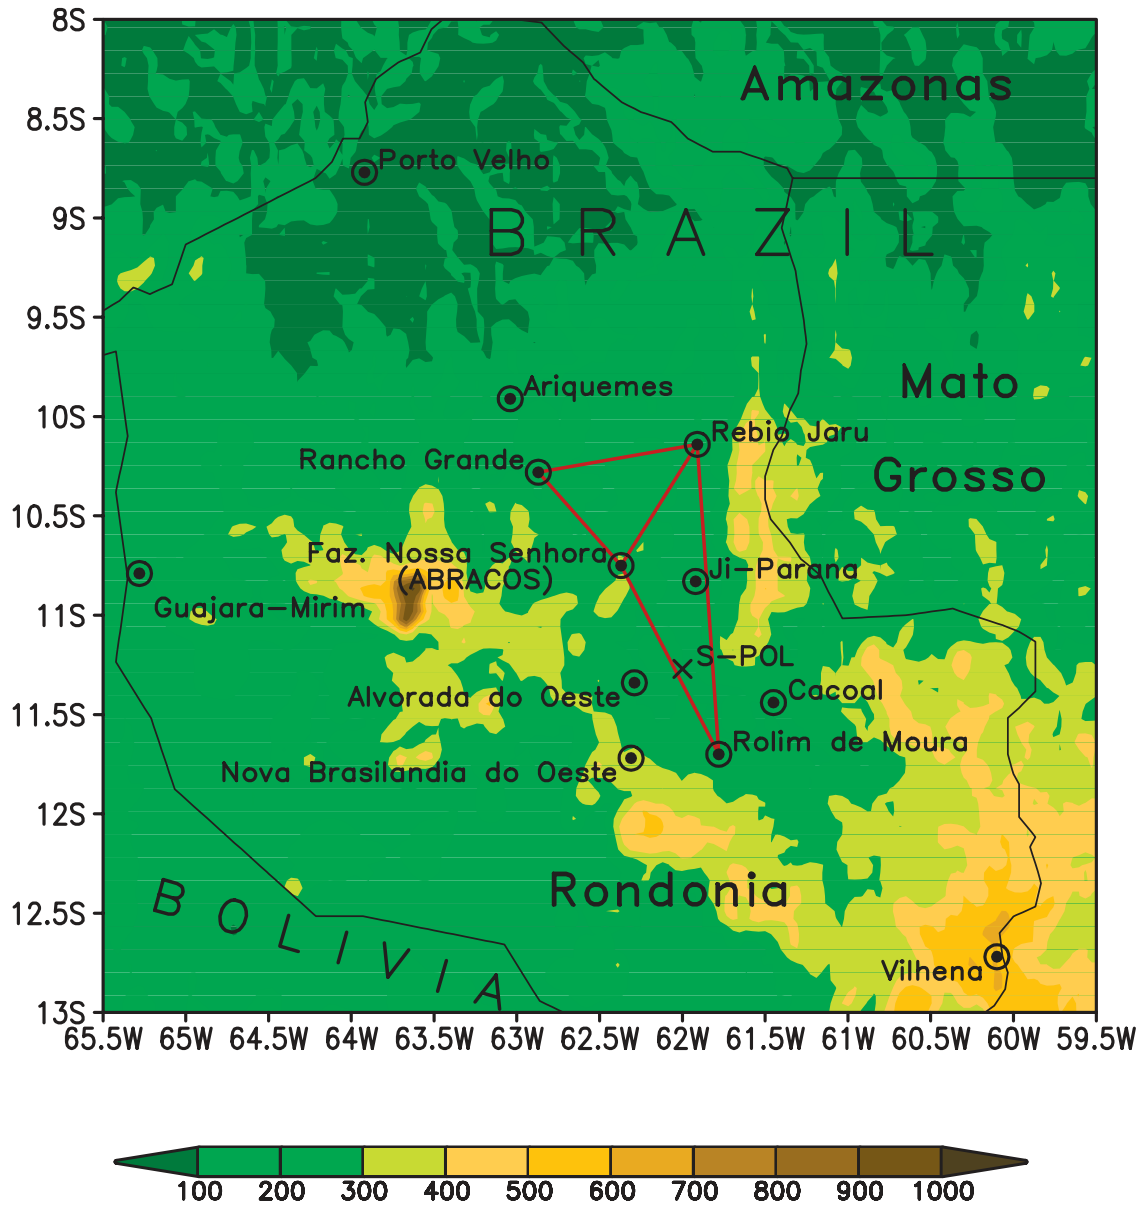 8S
Amazonas
8.5S
Porto Velho
9S
BRAZIL
9.5S
Mato
Ariquemes
10S
Rebio Jaru
Rancho Grande
Grosso
10.5S
Faz. Nossa Senhora
(ABRACOS)
Ji-Parana
Guajara-Mirim
11S
S-POL
Alvorada do Oeste
Cacoal
11.5S
Rolim de Moura
Nova Brasilandia do Oeste
12S
Rondonia
BOLIVIA
12.5S
Vilhena
13S
65.5W 65W 64.5W 64W 63.5W 63W 62.5W 62W 61.5W 61W 60.5W 60W 59.5W
100 200 300 400 500 600 700 800 900 1000